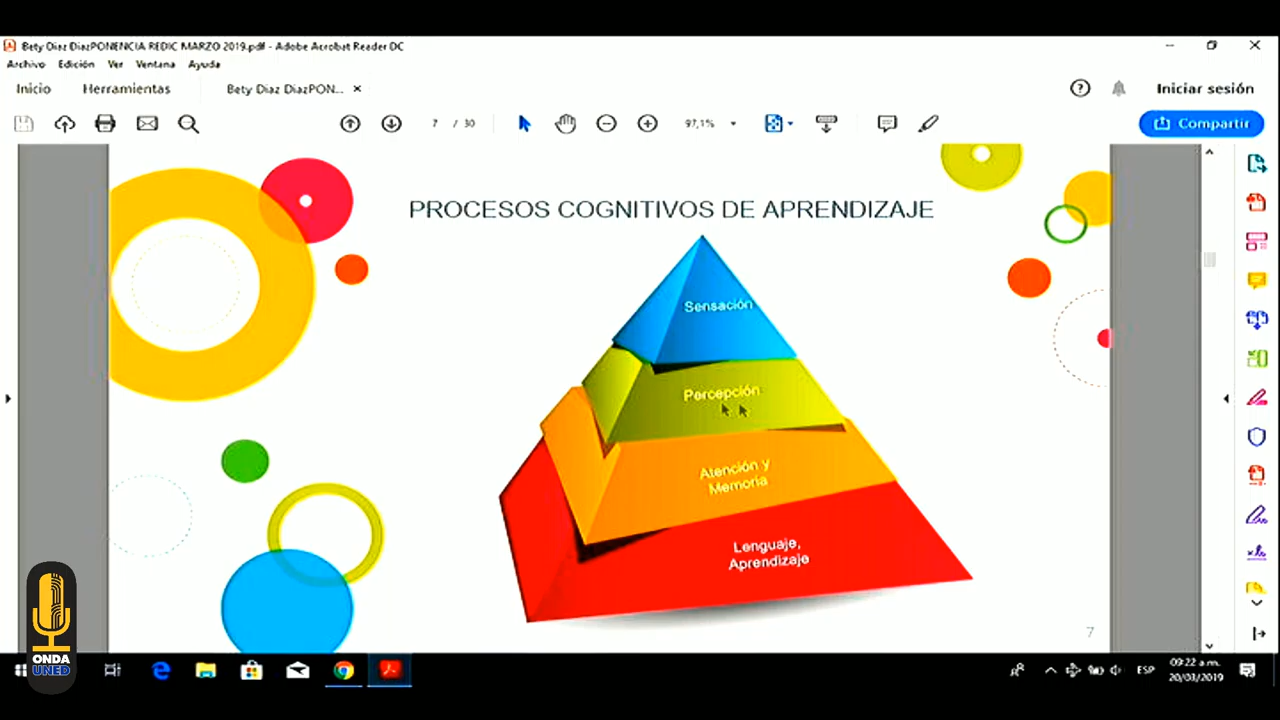 Bety Diaz DiazPONENCIA REDIC MARZO 2019.pdf - Adobe Acrobat Reader DC
Archivo Edición Ver Ventana Ayuda
Inicio Herramientas Bety Diaz DiazPON... × Iniciar sesión
7 / 30 97,1% Compartir
PROCESOS COGNITIVOS DE APRENDIZAJE
Sensación
Percepción
Atención y
Memoria
Lenguaje,
Aprendizaje
7
ONDA
UNED
ESP
09:22 a.m.
20/03/2019